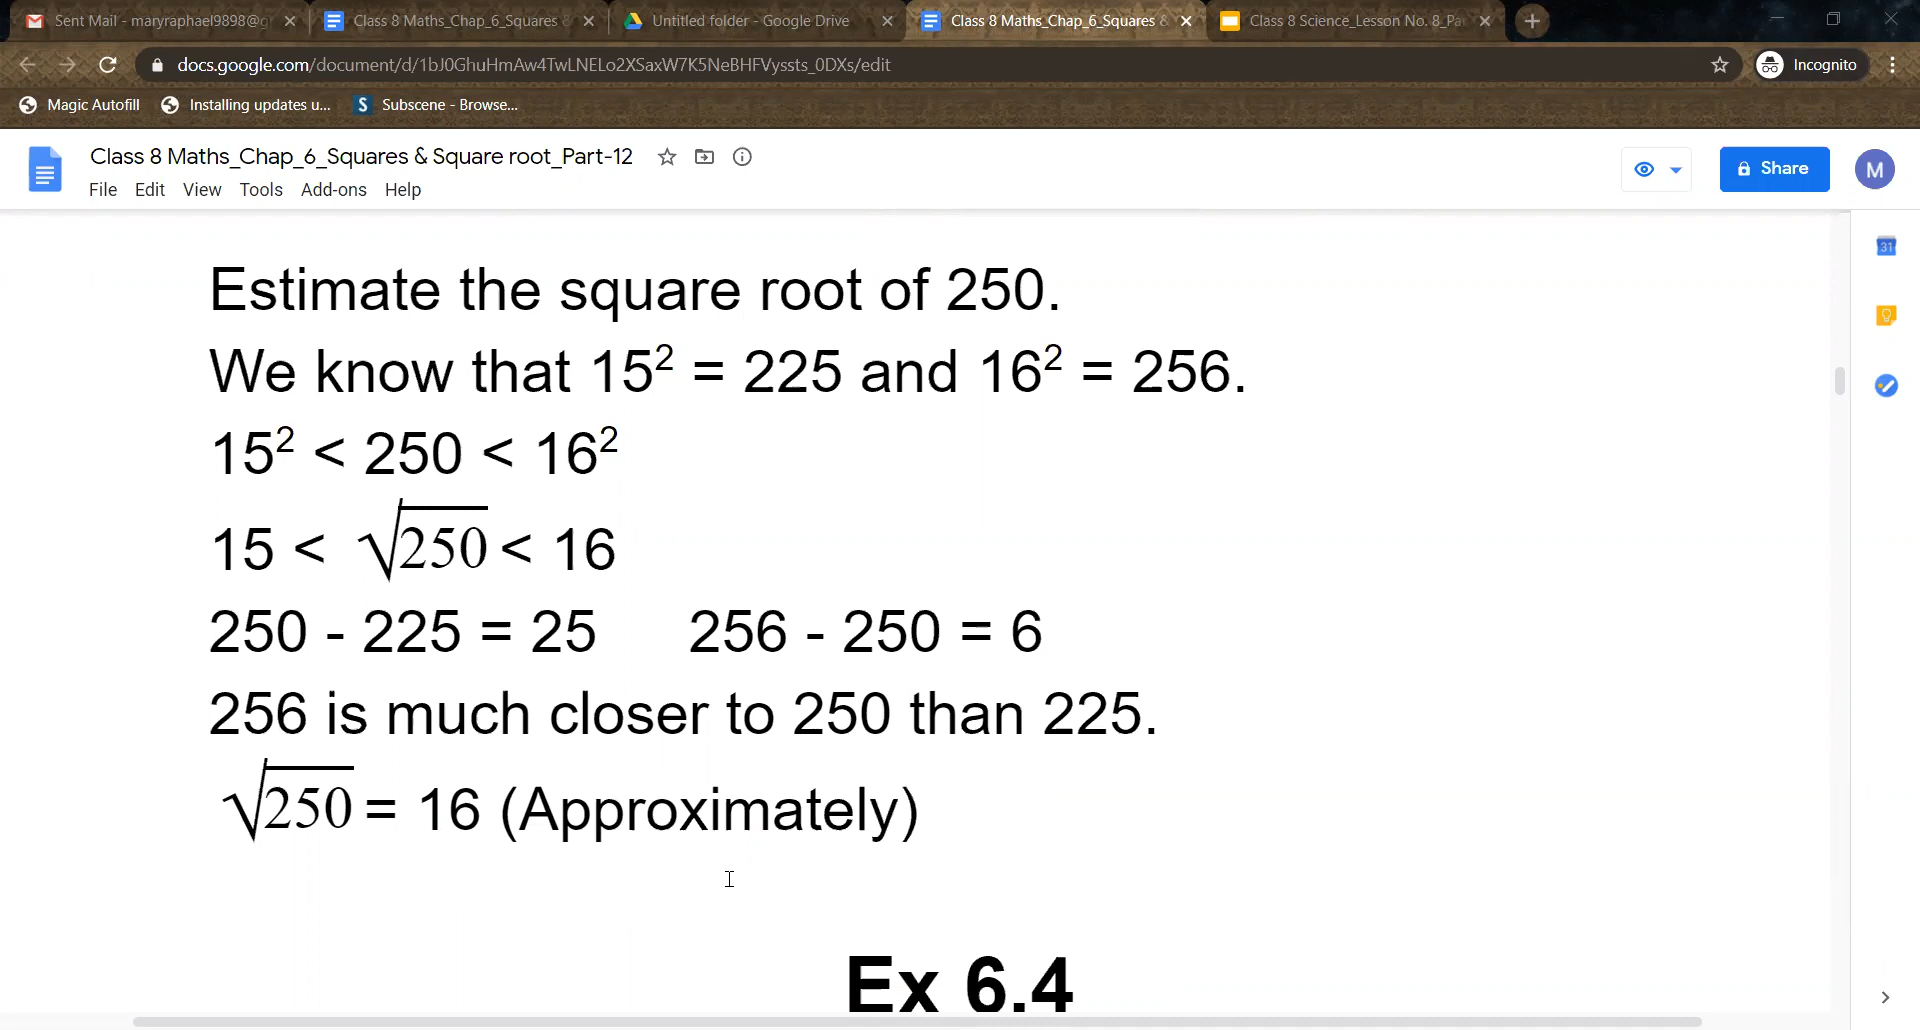 Sent Mail - maryraphael9898@g
Class 8 Maths_Chap_6_Squares &
Untitled folder - Google Drive
Class 8 Maths_Chap_6_Squares &
Class 8 Science_Lesson No. 8_Pa
docs.google.com/document/d/1bJ0GhuHmAw4TwLNELo2XSaxW7K5NeBHFVyssts_0DXs/edit
Incognito
Magic Autofill
Installing updates u...
S Subscene - Browse...
Class 8 Maths_Chap_6_Squares & Square root_Part-12
File Edit View Tools Add-ons Help
Share
M
31
Estimate the square root of 250.
We know that 15² = 225 and 16² = 256.
15² < 250 < 16²
15 < √250 < 16
250 - 225 = 25 256 - 250 = 6
256 is much closer to 250 than 225.
√250 = 16 (Approximately)
Ex 6.4